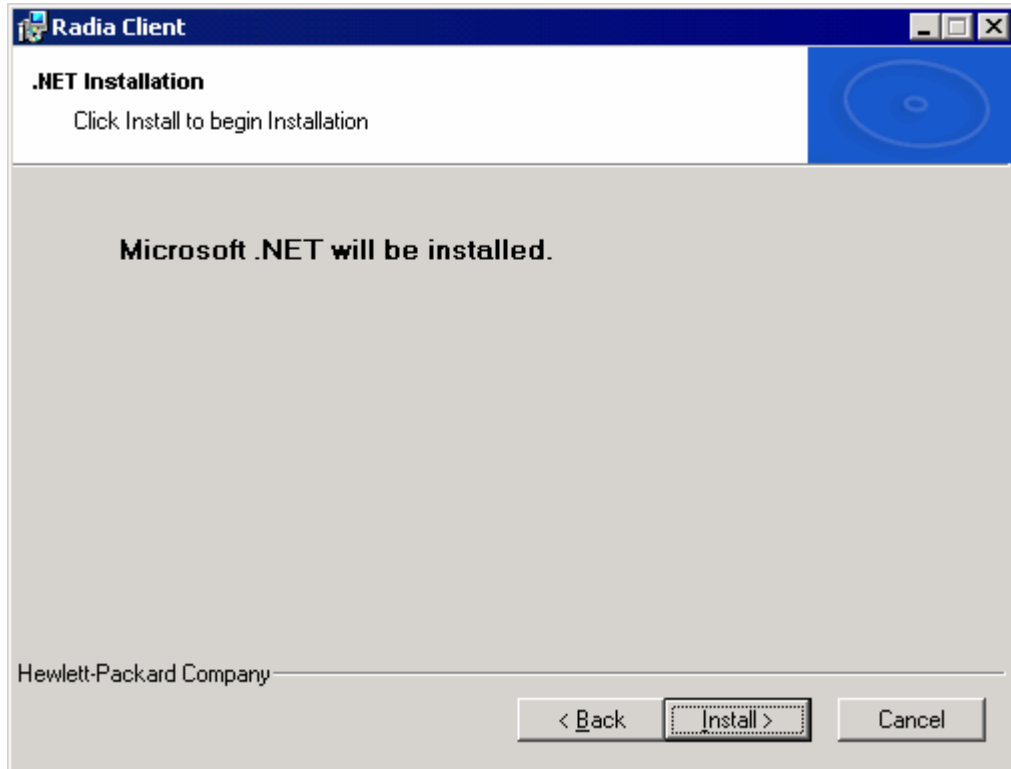 Radia Client
.NET Installation
Click Install to begin Installation
Microsoft .NET will be installed.
Hewlett-Packard Company
< Back Install > Cancel